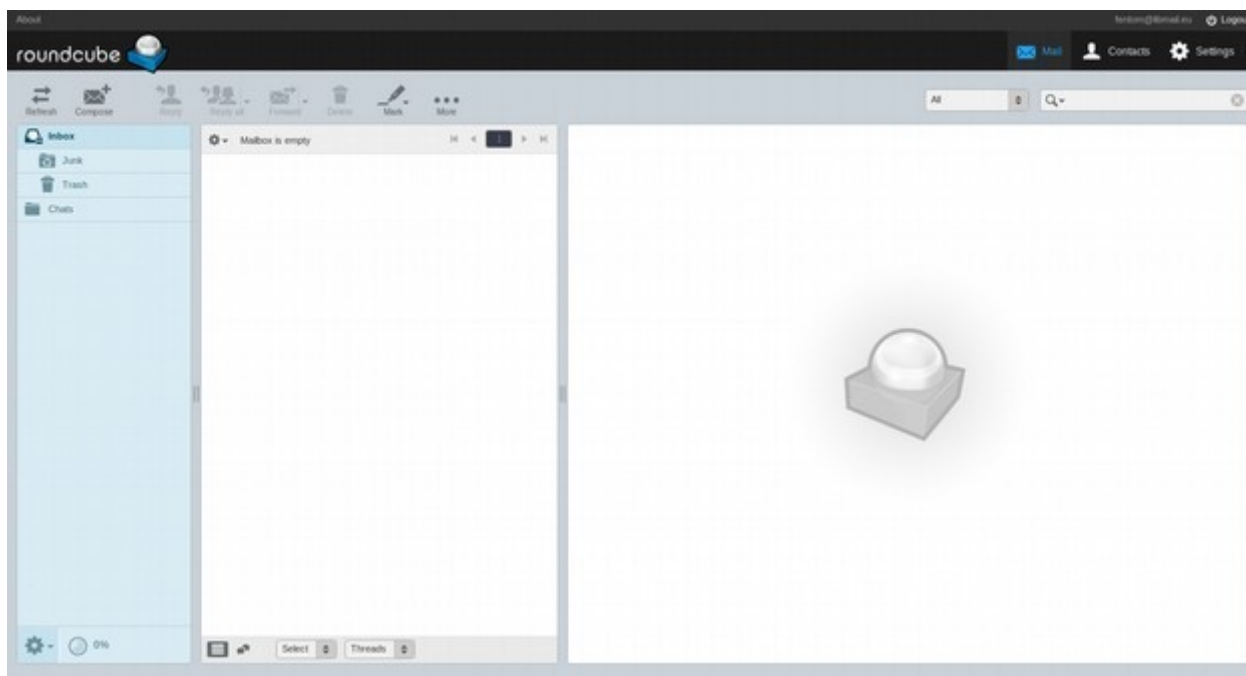 About
Logou
roundcube
Mail
Contacts
Settings
Refresh
Compose
Reply
Reply all
Forward
Delete
Mark
More
All
Inbox
Junk
Trash
Chats
Mailbox is empty
1
0%
Select
Threads